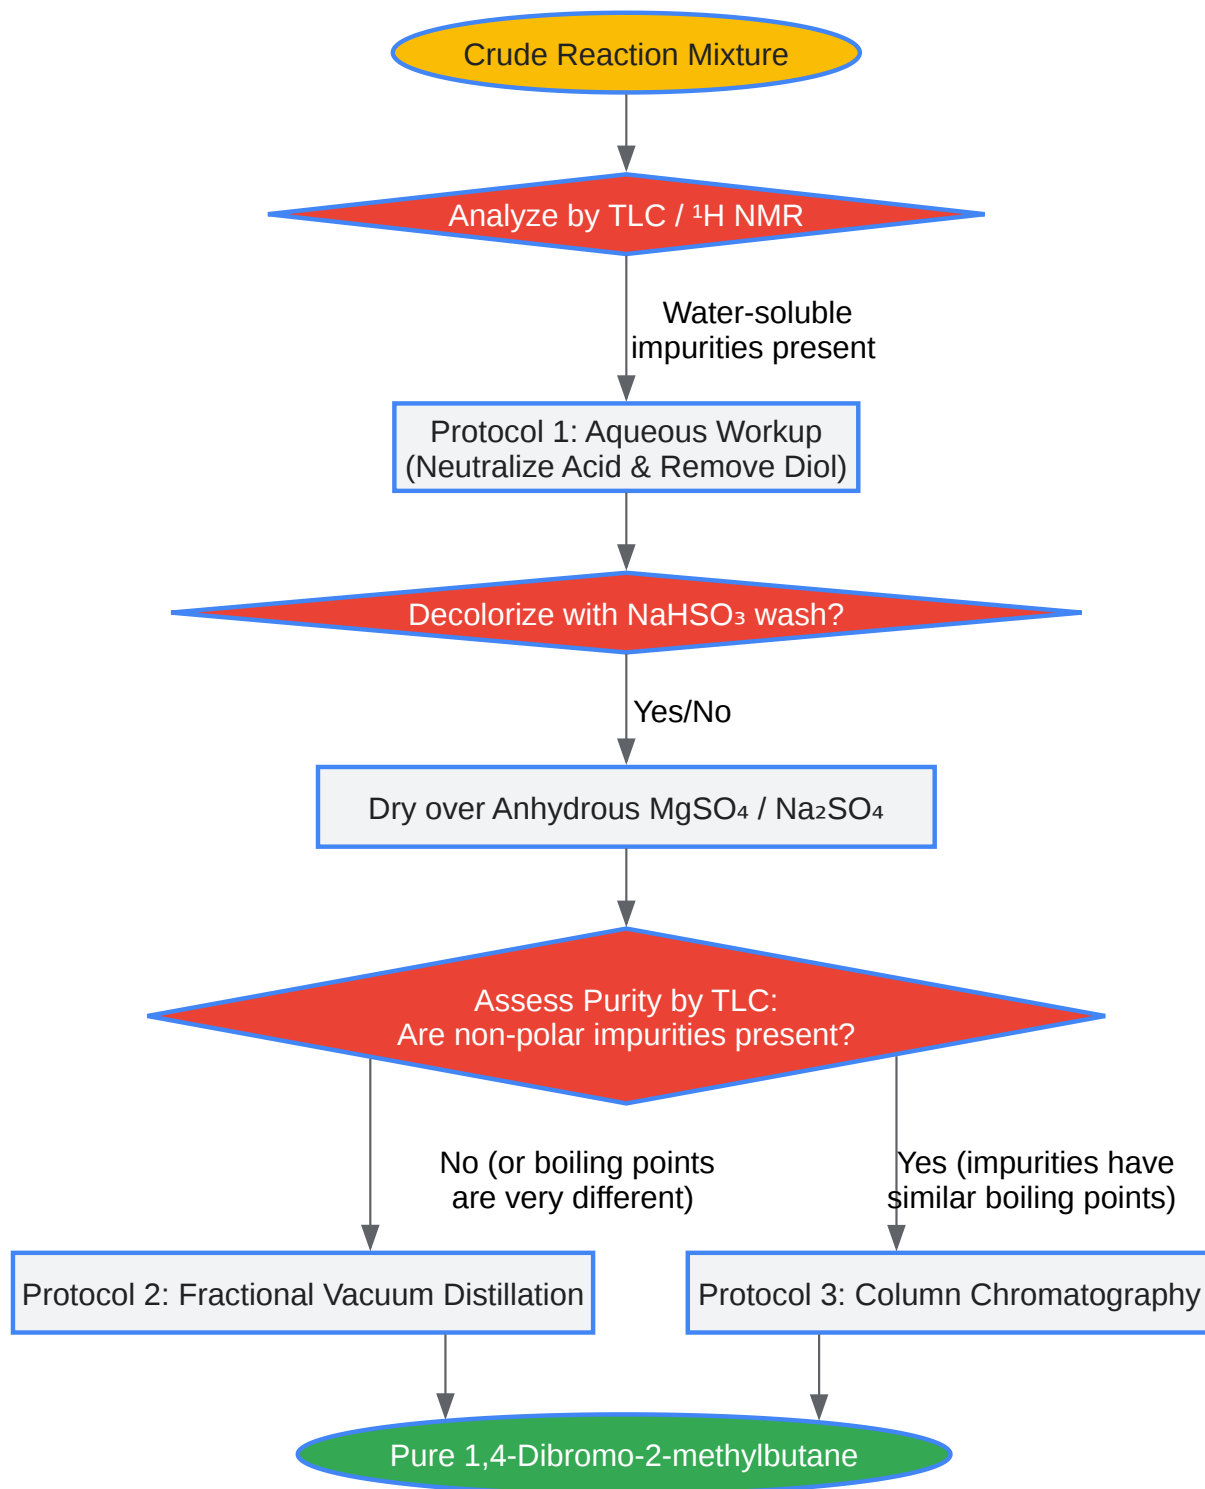 Crude Reaction Mixture
Analyze by TLC / ¹H NMR
Water-soluble
impurities present
Protocol 1: Aqueous Workup
(Neutralize Acid & Remove Diol)
Decolorize with NaHSO₃ wash?
Yes/No
Dry over Anhydrous MgSO₄ / Na₂SO₄
Assess Purity by TLC:
Are non-polar impurities present?
No (or boiling points
are very different)
Yes (impurities have
similar boiling points)
Protocol 2: Fractional Vacuum Distillation
Protocol 3: Column Chromatography
Pure 1,4-Dibromo-2-methylbutane